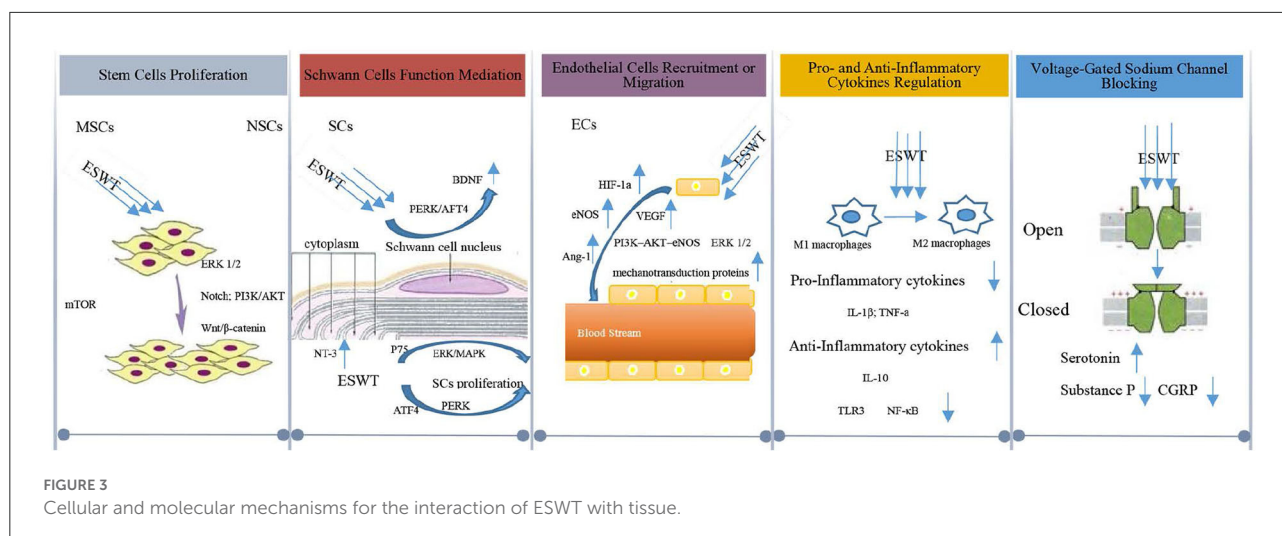 Stem Cells Proliferation
MSCs
NSCs
ESWT
ERK 1/2
mTOR
Notch; PI3K/AKT
Wnt/β-catenin
Schwann Cells Function Mediation
SCs
ESWT
BDNF
PERK/AFT4
cytoplasm
Schwann cell nucleus
NT-3
P75
ERK/MAPK
ESWT
SCs proliferation
ATF4
PERK
Endothelial Cells Recruitment or
Migration
ECs
ESWT
HIF-1a
eNOS
VEGF
PI3K–AKT–eNOS
ERK 1/2
Ang-1
mechanotransduction proteins
Blood Stream
Pro- and Anti-Inflammatory
Cytokines Regulation
ESWT
M1 macrophages
M2 macrophages
Pro-Inflammatory cytokines
IL-1β; TNF-a
Anti-Inflammatory cytokines
IL-10
TLR3
NF-κB
Voltage-Gated Sodium Channel
Blocking
ESWT
Open
Closed
Serotonin
Substance P
CGRP
FIGURE 3
Cellular and molecular mechanisms for the interaction of ESWT with tissue.